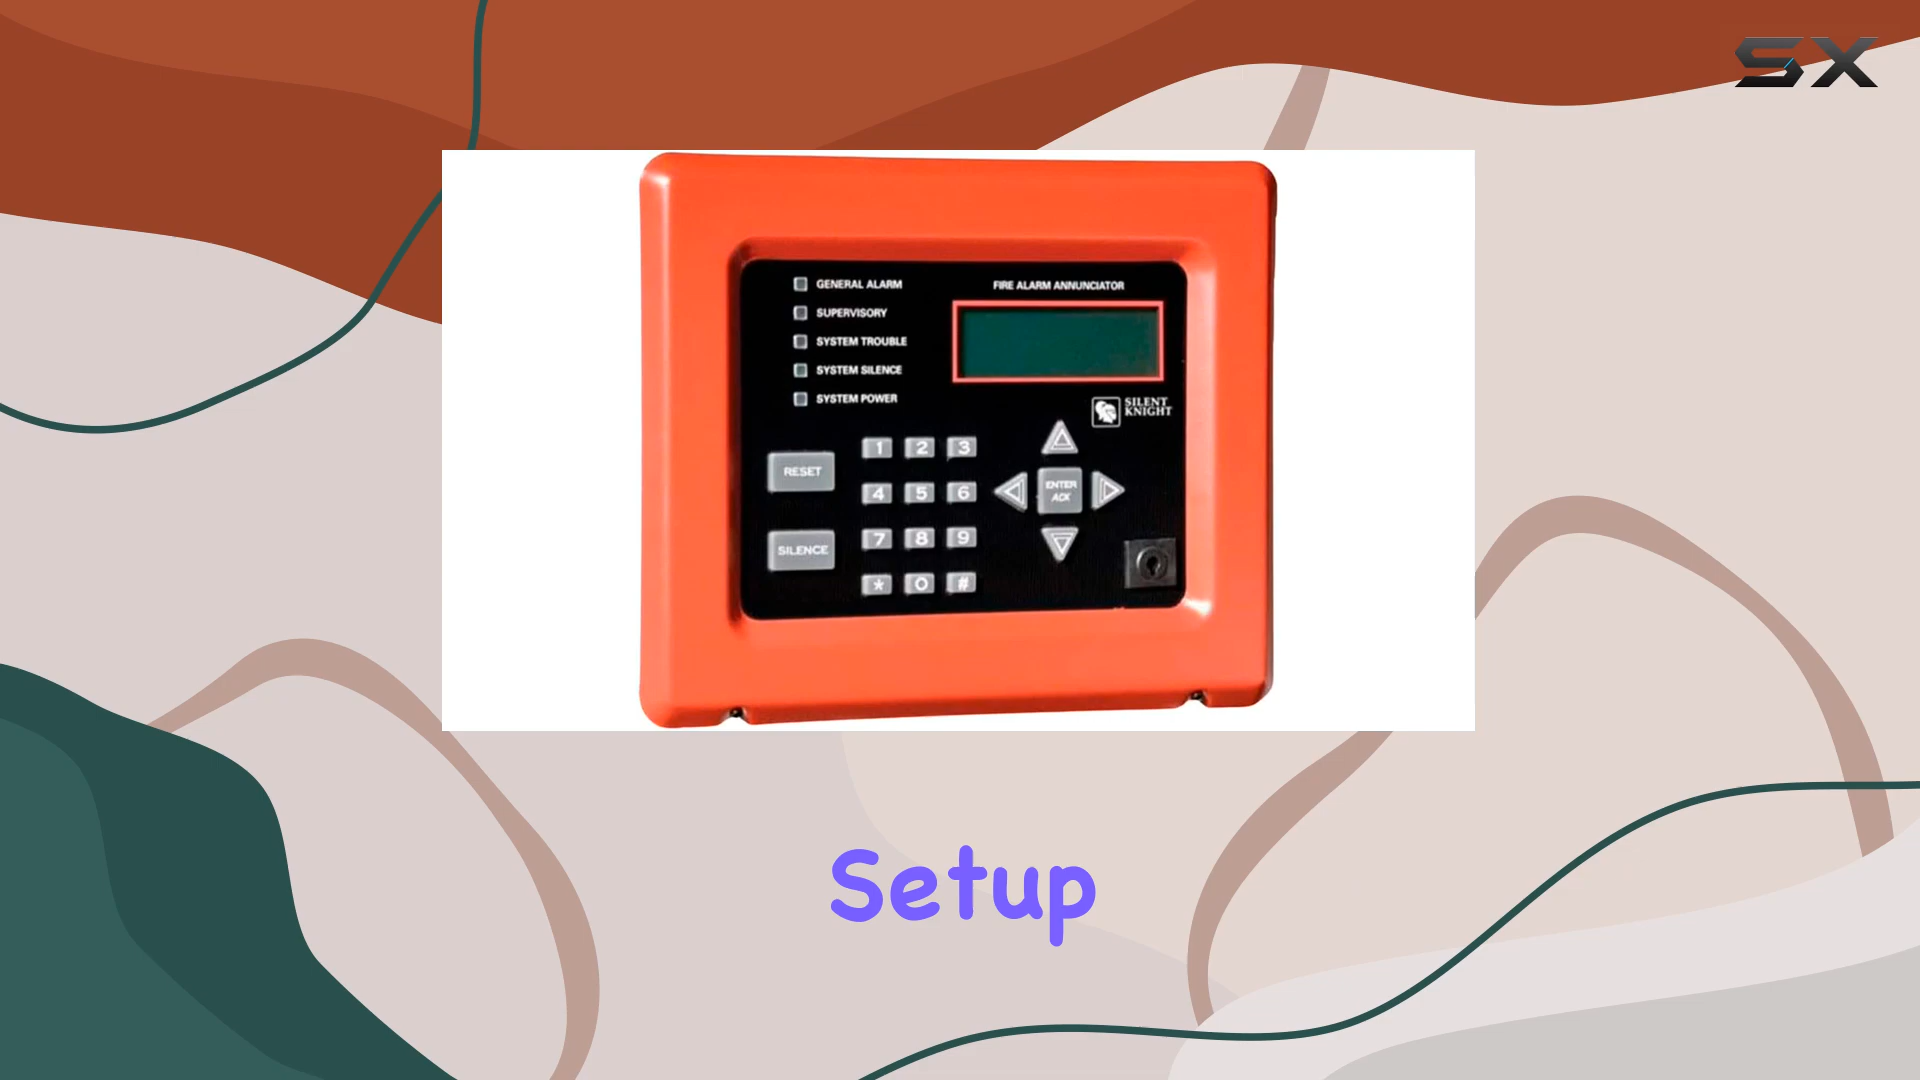 SX
GENERAL ALARM
SUPERVISORY
SYSTEM TROUBLE
SYSTEM SILENCE
SYSTEM POWER
FIRE ALARM ANNUNCIATOR
SILENT
KNIGHT
RESET
SILENCE
1 2 3
4 5 6
7 8 9
* 0 #
ENTER
ACK
Setup